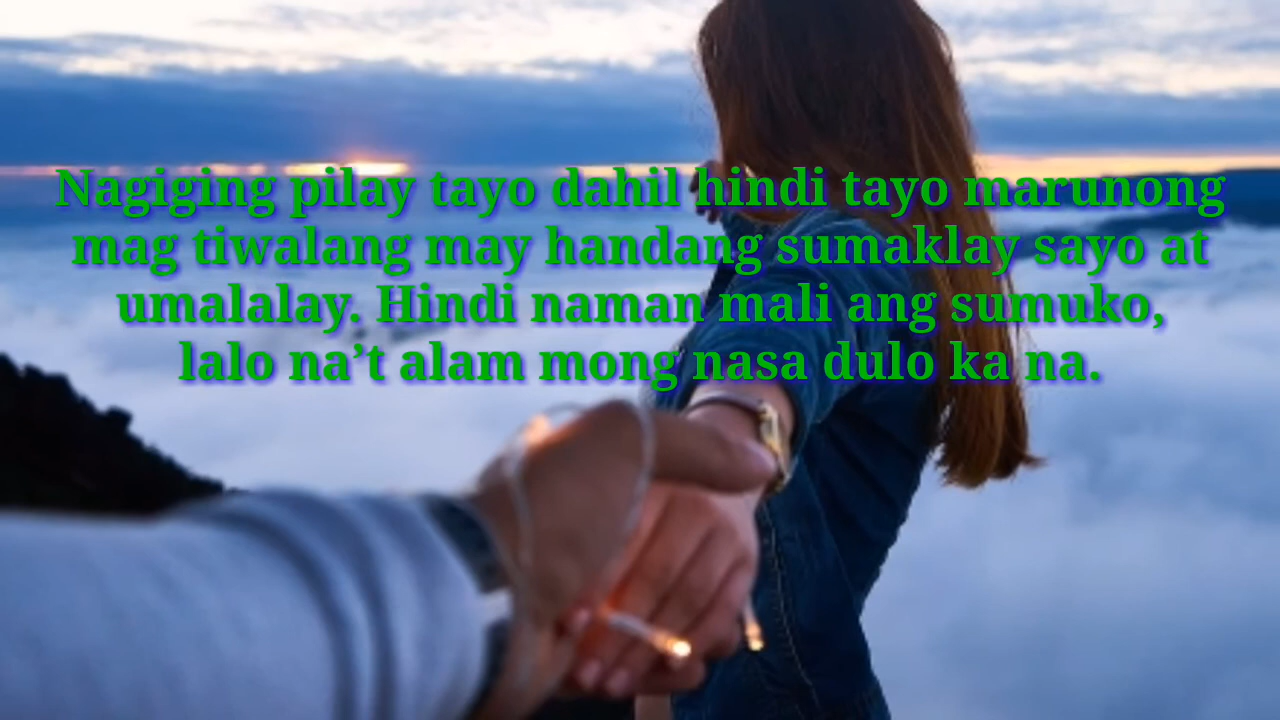 Nagiging pilay tayo dahil hindi tayo marunong
mag tiwalang may handang sumaklay sayo at
umalalay. Hindi naman mali ang sumuko,
lalo na’t alam mong nasa dulo ka na.